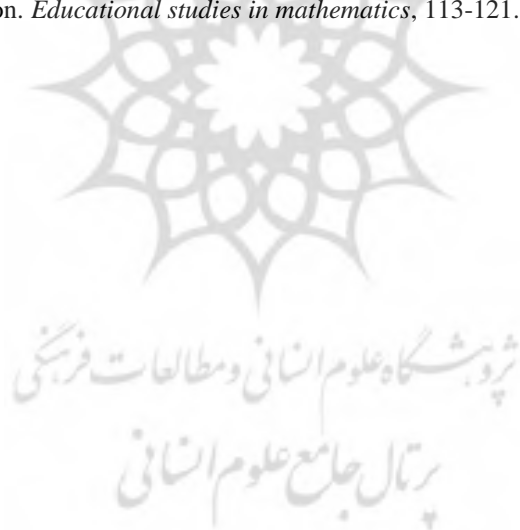 on. Educational studies in mathematics, 113-121.
پژوهشگاه علوم انسانی و مطالعات فرهنگی
پرتال جامع علوم انسانی